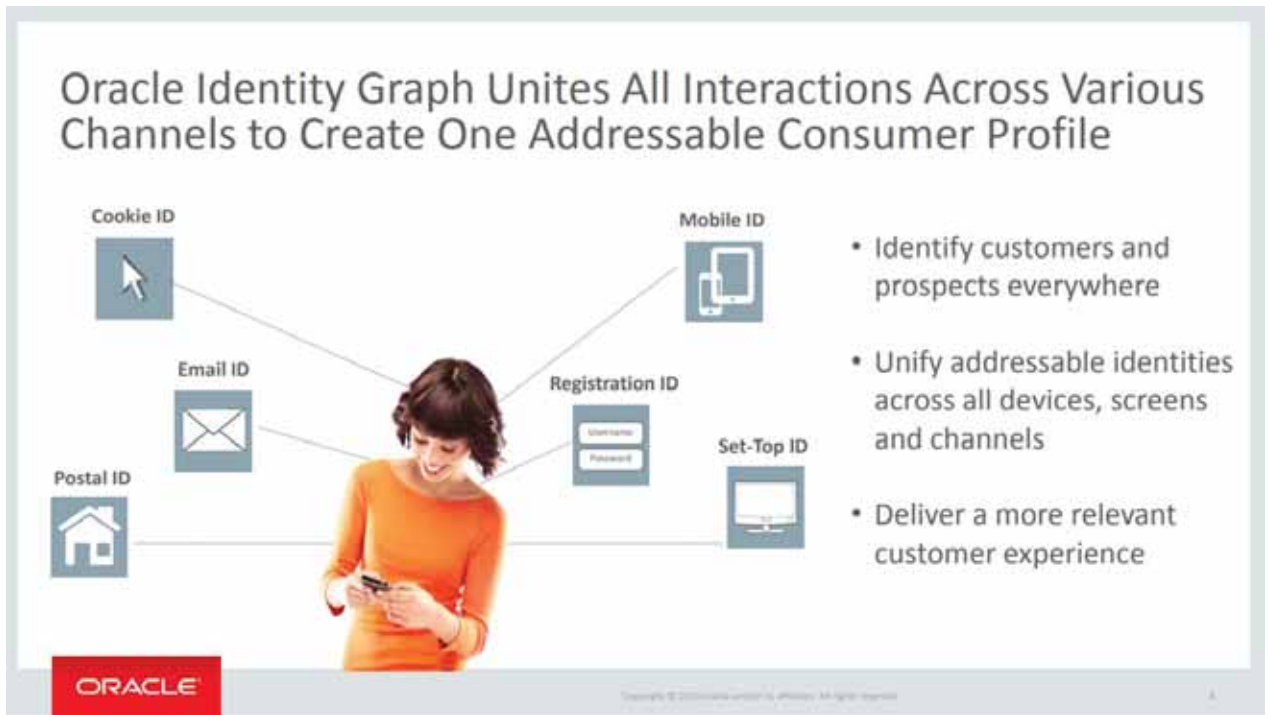 Oracle Identity Graph Unites All Interactions Across Various
Channels to Create One Addressable Consumer Profile
Cookie ID
Mobile ID
Email ID
Registration ID
Username
Password
Set-Top ID
Postal ID
• Identify customers and
prospects everywhere
• Unify addressable identities
across all devices, screens
and channels
• Deliver a more relevant
customer experience
ORACLE